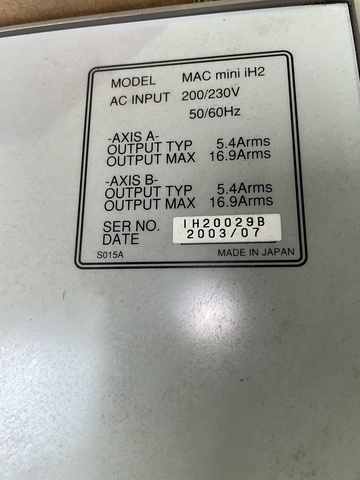 MODEL MAC mini iH2
AC INPUT 200/230V
50/60Hz
-AXIS A-
OUTPUT TYP 5.4Arms
OUTPUT MAX 16.9Arms
-AXIS B-
OUTPUT TYP 5.4Arms
OUTPUT MAX 16.9Arms
SER NO. IH20029B
DATE 2003/07
S015A MADE IN JAPAN